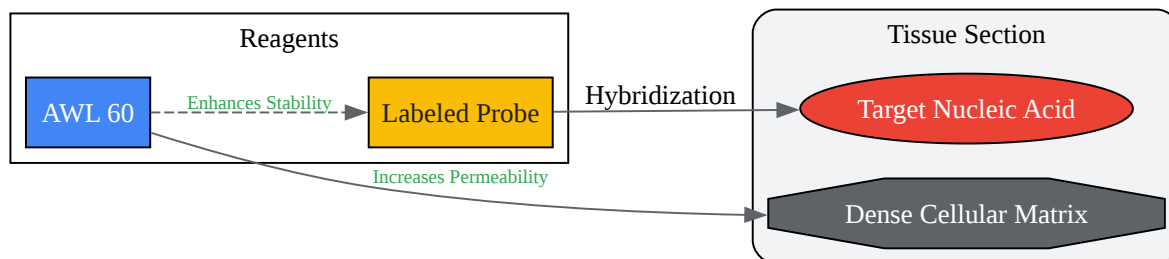 Reagents
Tissue Section
AWL 60
Enhances Stability
Labeled Probe
Hybridization
Target Nucleic Acid
Increases Permeability
Dense Cellular Matrix